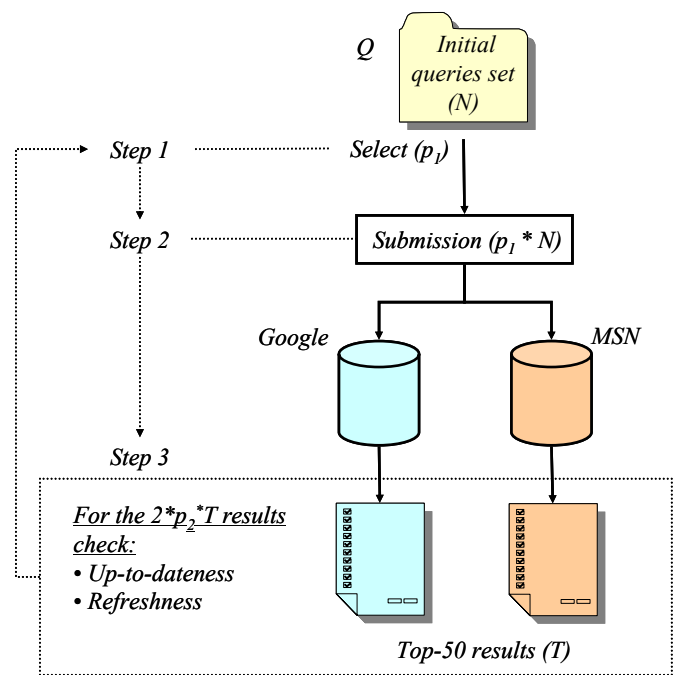 Q
Initial
queries set
(N)
Step 1
Select (p1)
Step 2
Submission (p1 * N)
Google
MSN
Step 3
For the 2*p2*T results
check:
• Up-to-dateness
• Refreshness
Top-50 results (T)